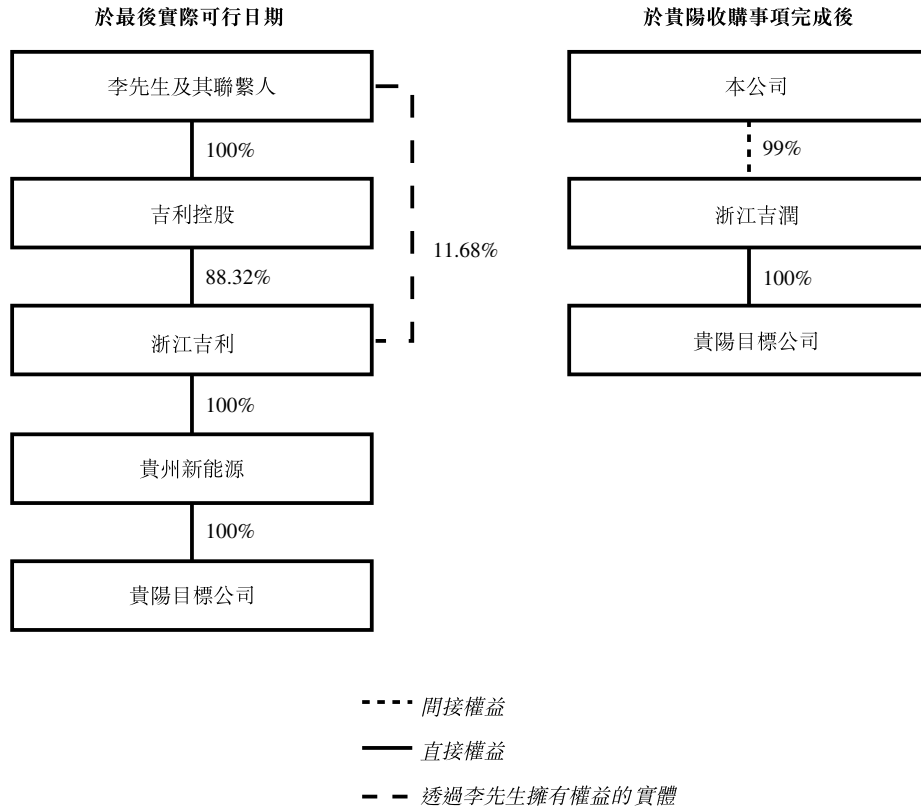 於最後實際可行日期
李先生及其聯繫人
100%
吉利控股
88.32%
11.68%
浙江吉利
100%
貴州新能源
100%
貴陽目標公司
於貴陽收購事項完成後
本公司
99%
浙江吉潤
100%
貴陽目標公司
間接權益
直接權益
透過李先生擁有權益的實體